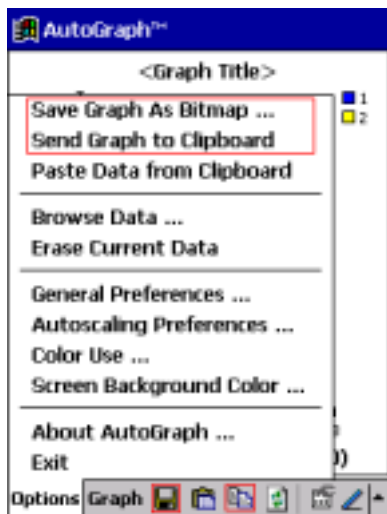 AutoGraph™
<Graph Title>
1
2
Save Graph As Bitmap ...
Send Graph to Clipboard
Paste Data from Clipboard
Browse Data ...
Erase Current Data
General Preferences ...
Autoscaling Preferences ...
Color Use ...
Screen Background Color ...
About AutoGraph ...
Exit
Options Graph